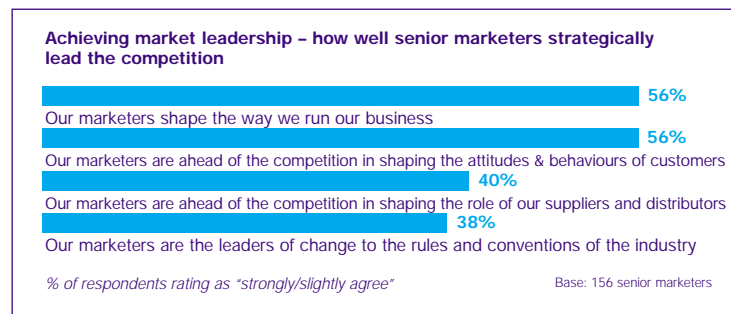 Achieving market leadership – how well senior marketers strategically
lead the competition
56%
Our marketers shape the way we run our business
56%
Our marketers are ahead of the competition in shaping the attitudes & behaviours of customers
40%
Our marketers are ahead of the competition in shaping the role of our suppliers and distributors
38%
Our marketers are the leaders of change to the rules and conventions of the industry
% of respondents rating as “strongly/slightly agree”
Base: 156 senior marketers